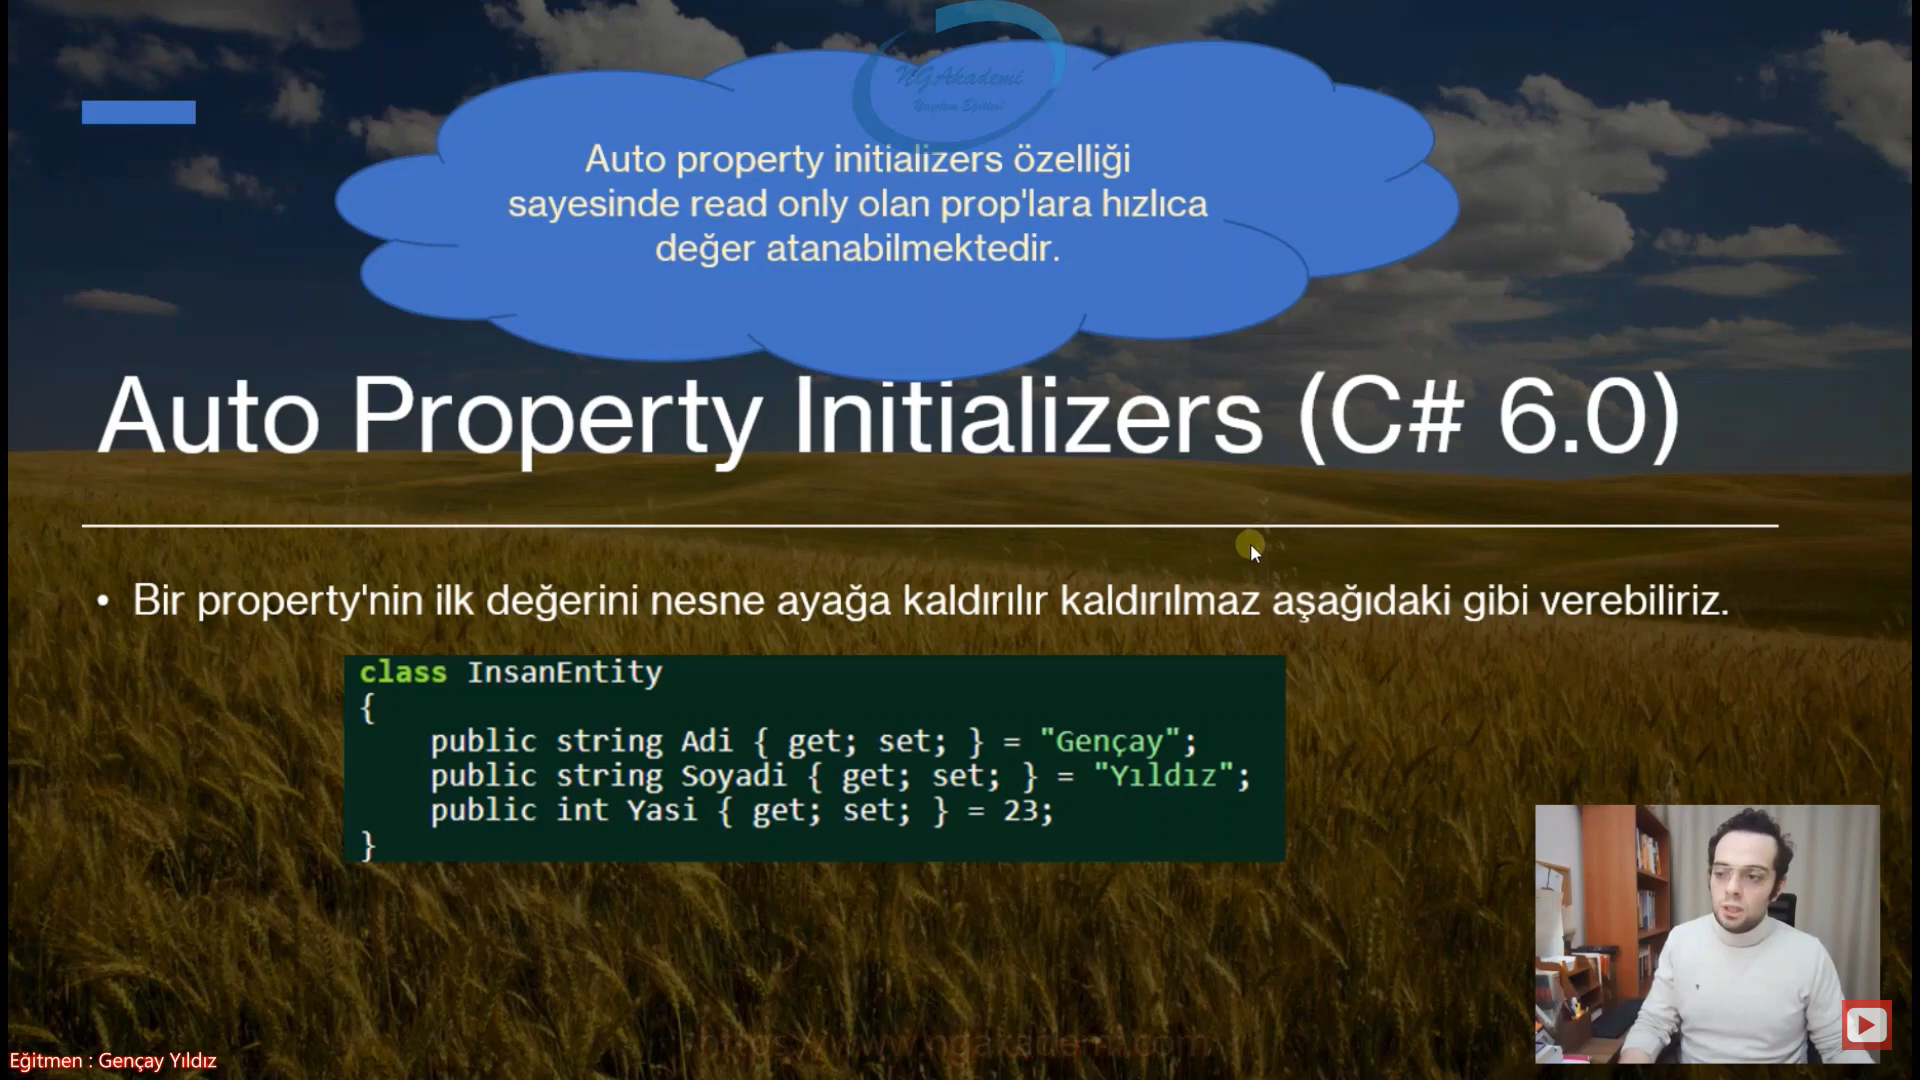 NGAkademi
Yazılım Eğitimi
Auto property initializers özelliği
sayesinde read only olan prop'lara hızlıca
değer atanabilmektedir.
Auto Property Initializers (C# 6.0)
• Bir property'nin ilk değerini nesne ayağa kaldırılır kaldırılmaz aşağıdaki gibi verebiliriz.
class InsanEntity
{
public string Adi { get; set; } = "Gençay";
public string Soyadi { get; set; } = "Yıldız";
public int Yasi { get; set; } = 23;
}
https://www.ngakademi.com
Eğitmen : Gençay Yıldız